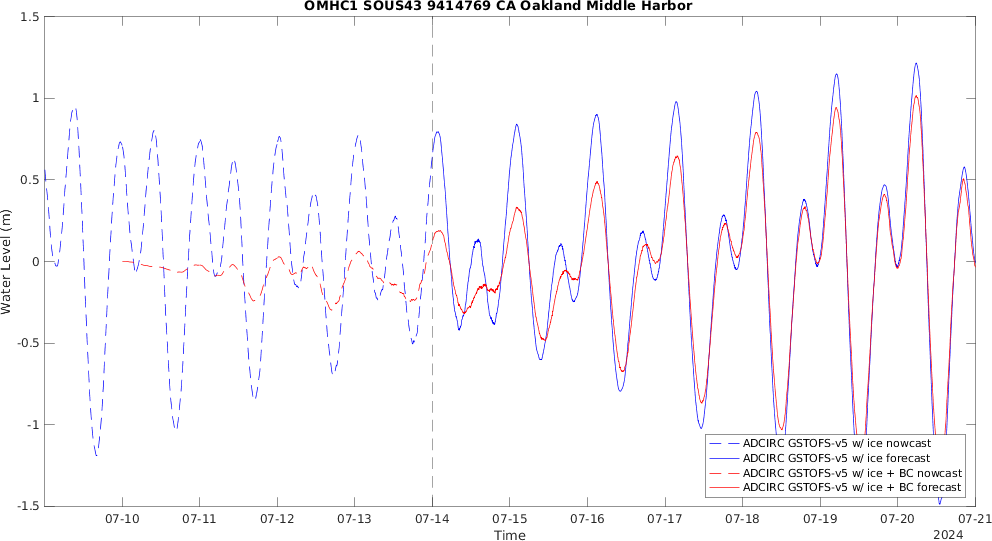 OMHC1 SOUS43 9414769 CA Oakland Middle Harbor
1.5
1
0.5
0
-0.5
-1
-1.5
Water Level (m)
ADCIRC GSTOFS-v5 w/ ice nowcast
ADCIRC GSTOFS-v5 w/ ice forecast
ADCIRC GSTOFS-v5 w/ ice + BC nowcast
ADCIRC GSTOFS-v5 w/ ice + BC forecast
07-10 07-11 07-12 07-13 07-14 07-15 07-16 07-17 07-18 07-19 07-20 07-21
Time
2024